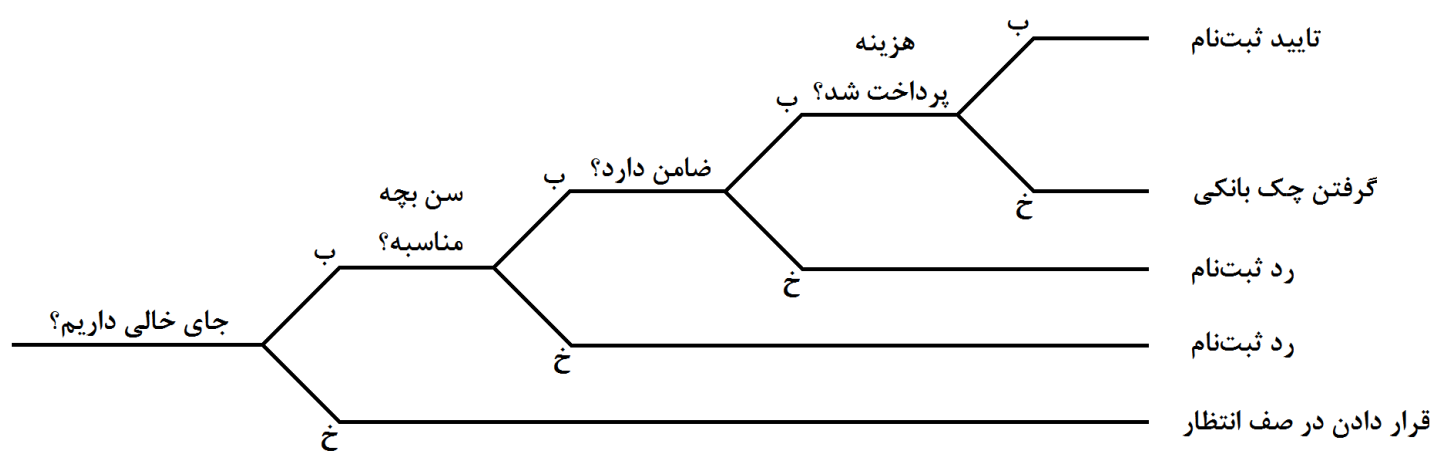 جای خالی داریم؟
ب
خ
سن بچه
مناسبه؟
ب
خ
ضامن دارد؟
ب
خ
هزینه
پرداخت شد؟
ب
خ
تایید ثبت‌نام
گرفتن چک بانکی
رد ثبت‌نام
رد ثبت‌نام
قرار دادن در صف انتظار